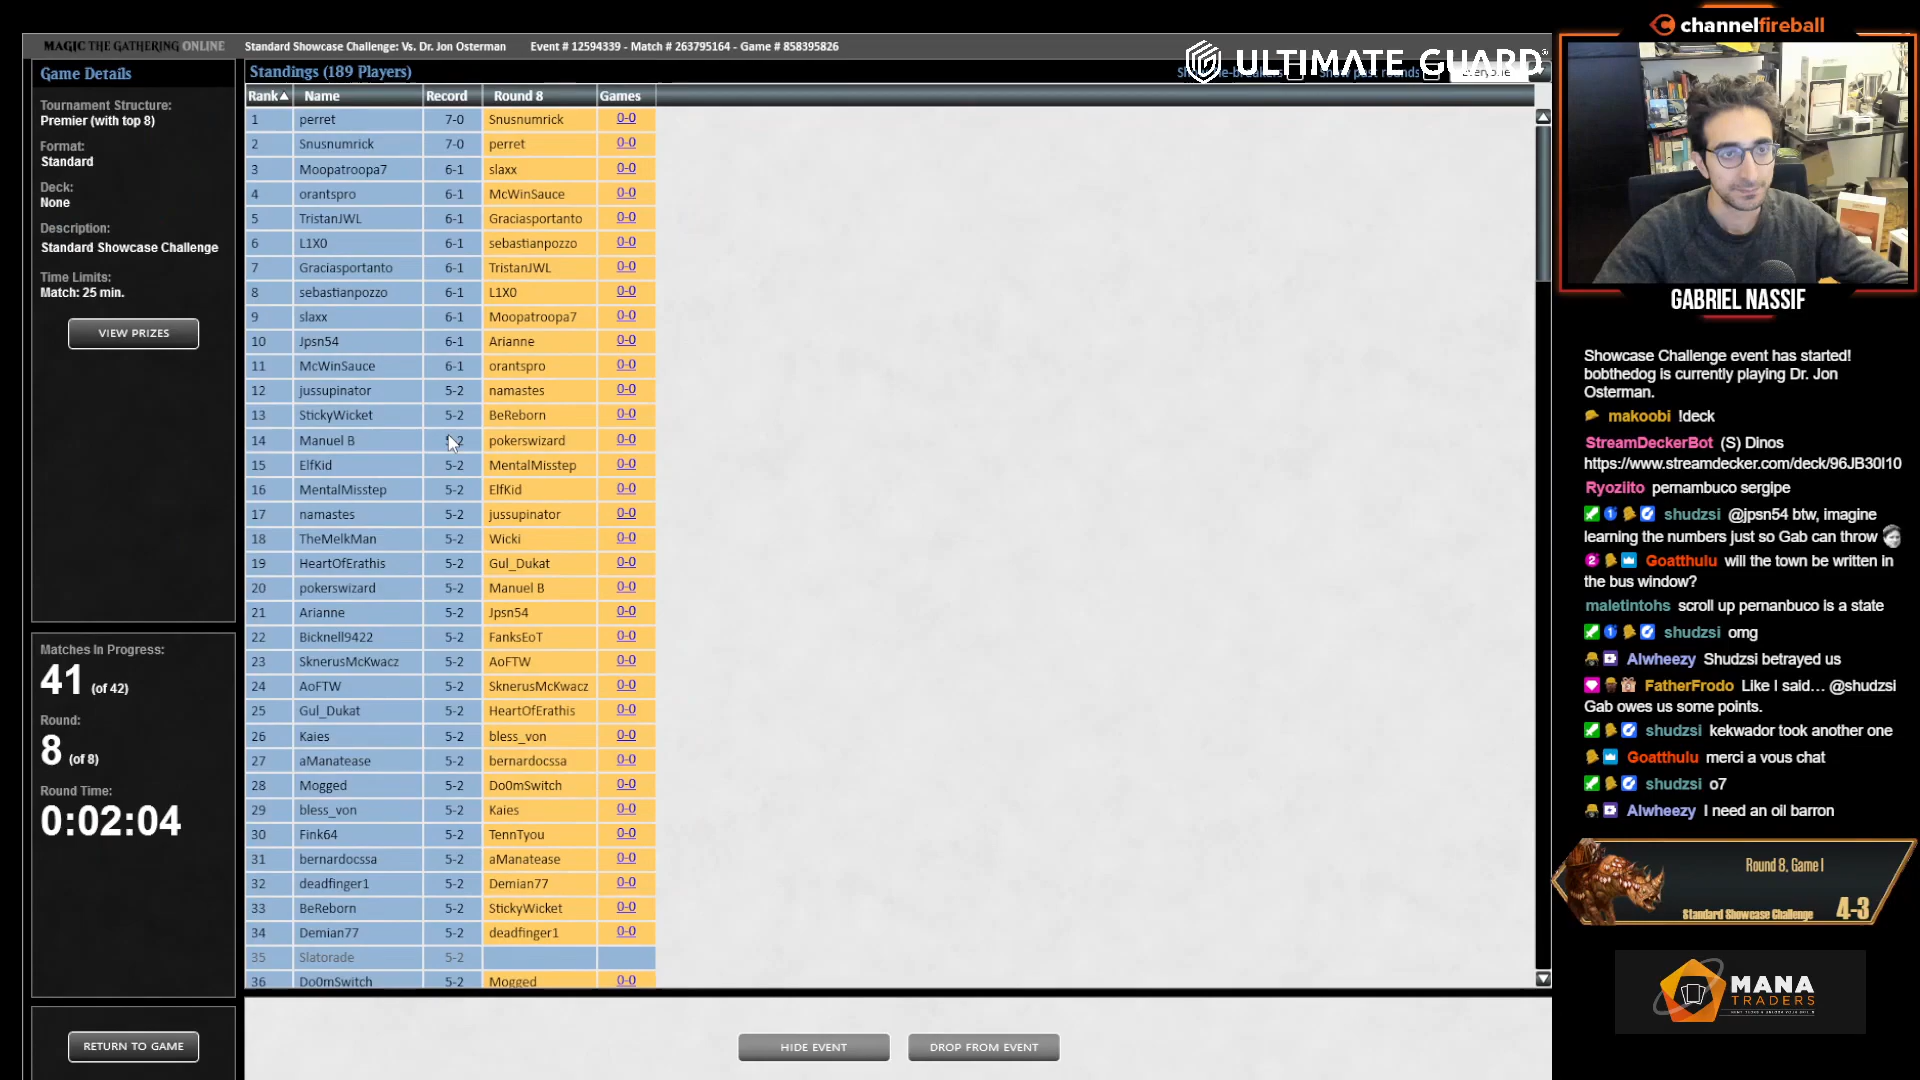 MAGIC THE GATHERING ONLINE
Standard Showcase Challenge: Vs. Dr. Jon Osterman
Event # 12594339 - Match # 263795164 - Game # 858395826
ULTIMATE GUARD
channelfireball
Game Details
Tournament Structure:
Premier (with top 8)
Format:
Standard
Deck:
None
Description:
Standard Showcase Challenge
Time Limits:
Match: 25 min.
VIEW PRIZES
Matches In Progress:
41 (of 42)
Round:
8 (of 8)
Round Time:
0:02:04
RETURN TO GAME
Standings (189 Players)
Rank Name Record Round 8 Games
1 perret 7-0 Snusnumrick 0-0
2 Snusnumrick 7-0 perret 0-0
3 Moopatroopa7 6-1 slaxx 0-0
4 orantspro 6-1 McWinSauce 0-0
5 TristanJWL 6-1 Graciasportanto 0-0
6 L1X0 6-1 sebastianpozzo 0-0
7 Graciasportanto 6-1 TristanJWL 0-0
8 sebastianpozzo 6-1 L1X0 0-0
9 slaxx 6-1 Moopatroopa7 0-0
10 Jpsn54 6-1 Arianne 0-0
11 McWinSauce 6-1 orantspro 0-0
12 jussupinator 5-2 namastes 0-0
13 StickyWicket 5-2 BeReborn 0-0
14 Manuel B 5-2 pokerswizard 0-0
15 ElfKid 5-2 MentalMisstep 0-0
16 MentalMisstep 5-2 ElfKid 0-0
17 namastes 5-2 jussupinator 0-0
18 TheMelkMan 5-2 Wicki 0-0
19 HeartOfErathis 5-2 Gul_Dukat 0-0
20 pokerswizard 5-2 Manuel B 0-0
21 Arianne 5-2 Jpsn54 0-0
22 Bicknell9422 5-2 FanksEoT 0-0
23 SknerusMcKwacz 5-2 AoFTW 0-0
24 AoFTW 5-2 SknerusMcKwacz 0-0
25 Gul_Dukat 5-2 HeartOfErathis 0-0
26 Kaies 5-2 bless_von 0-0
27 aManatease 5-2 bernardocssa 0-0
28 Mogged 5-2 Do0mSwitch 0-0
29 bless_von 5-2 Kaies 0-0
30 Fink64 5-2 TennTyou 0-0
31 bernardocssa 5-2 aManatease 0-0
32 deadfinger1 5-2 Demian77 0-0
33 BeReborn 5-2 StickyWicket 0-0
34 Demian77 5-2 deadfinger1 0-0
35 Slatorade 5-2
36 Do0mSwitch 5-2 Mogged 0-0
HIDE EVENT
DROP FROM EVENT
GABRIEL NASSIF
Showcase Challenge event has started!
bobthedog is currently playing Dr. Jon
Osterman.
makoobi !deck
StreamDeckerBot (S) Dinos
https://www.streamdecker.com/deck/96JB30I10
Ryoziito pernambuco sergipe
shudzsi @jpsn54 btw, imagine
learning the numbers just so Gab can throw
Goatthulu will the town be written in
the bus window?
maletintohs scroll up pernanbuco is a state
shudzsi omg
Alwheezy Shudzsi betrayed us
FatherFrodo Like I said... @shudzsi
Gab owes us some points.
shudzsi kekwador took another one
Goatthulu merci a vous chat
shudzsi o7
Alwheezy I need an oil barron
Round 8, Game 1
Standard Showcase Challenge 4-3
MANA
TRADERS